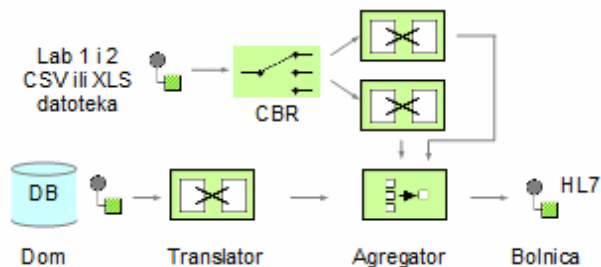 Lab 1 i 2
CSV ili XLS
datoteka
CBR
DB
HL7
Dom
Translator
Agregator
Bolnica